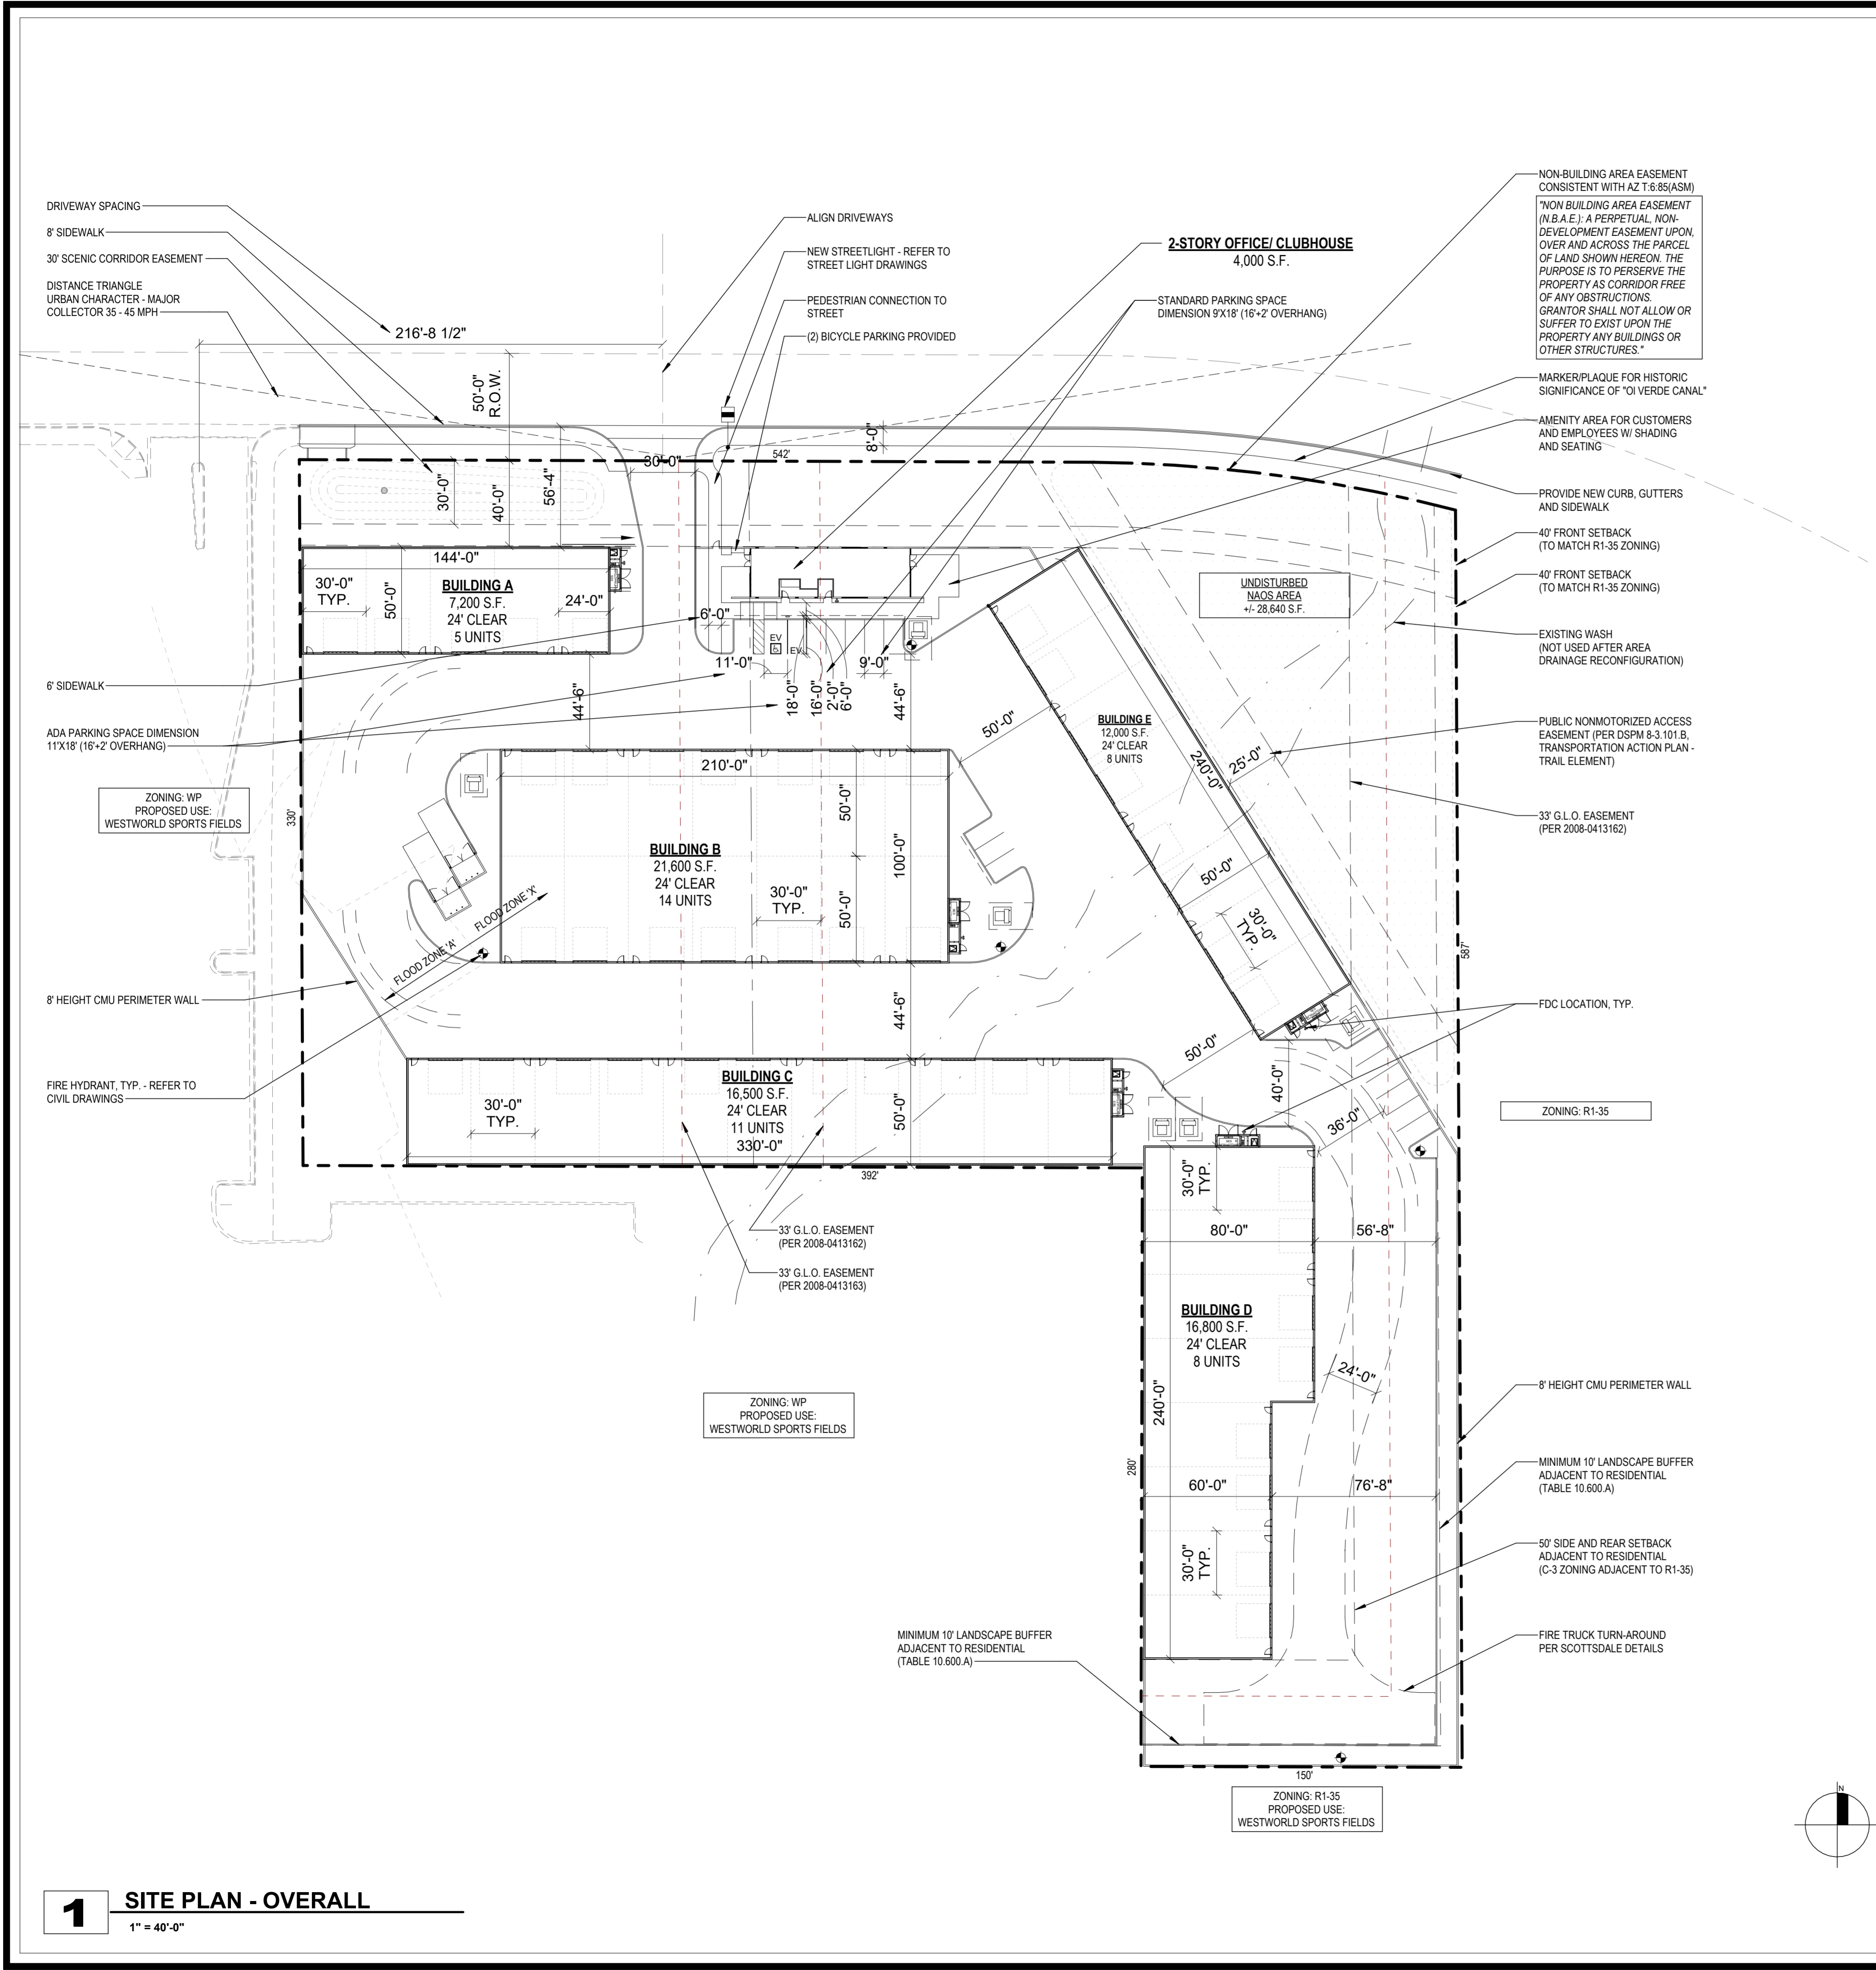 DRIVEWAY SPACING
8' SIDEWALK
30' SCENIC CORRIDOR EASEMENT
DISTANCE TRIANGLE
URBAN CHARACTER - MAJOR
COLLECTOR 35 - 45 MPH
216'-8 1/2"
50'-0"
R.O.W.
ALIGN DRIVEWAYS
NEW STREETLIGHT - REFER TO
STREET LIGHT DRAWINGS
PEDESTRIAN CONNECTION TO
STREET
(2) BICYCLE PARKING PROVIDED
2-STORY OFFICE/ CLUBHOUSE
4,000 S.F.
STANDARD PARKING SPACE
DIMENSION 9'X18' (16'+2' OVERHANG)
NON-BUILDING AREA EASEMENT
CONSISTENT WITH AZ T:6:85(ASM)
"NON BUILDING AREA EASEMENT
(N.B.A.E.): A PERPETUAL, NON-
DEVELOPMENT EASEMENT UPON,
OVER AND ACROSS THE PARCEL
OF LAND SHOWN HEREON. THE
PURPOSE IS TO PERSERVE THE
PROPERTY AS CORRIDOR FREE
OF ANY OBSTRUCTIONS.
GRANTOR SHALL NOT ALLOW OR
SUFFER TO EXIST UPON THE
PROPERTY ANY BUILDINGS OR
OTHER STRUCTURES."
MARKER/PLAQUE FOR HISTORIC
SIGNIFICANCE OF "OI VERDE CANAL"
AMENITY AREA FOR CUSTOMERS
AND EMPLOYEES W/ SHADING
AND SEATING
PROVIDE NEW CURB, GUTTERS
AND SIDEWALK
40' FRONT SETBACK
(TO MATCH R1-35 ZONING)
40' FRONT SETBACK
(TO MATCH R1-35 ZONING)
EXISTING WASH
(NOT USED AFTER AREA
DRAINAGE RECONFIGURATION)
PUBLIC NONMOTORIZED ACCESS
EASEMENT (PER DSPM 8-3.101.B,
TRANSPORTATION ACTION PLAN -
TRAIL ELEMENT)
33' G.L.O. EASEMENT
(PER 2008-0413162)
FDC LOCATION, TYP.
ZONING: R1-35
8' HEIGHT CMU PERIMETER WALL
MINIMUM 10' LANDSCAPE BUFFER
ADJACENT TO RESIDENTIAL
(TABLE 10.600.A)
50' SIDE AND REAR SETBACK
ADJACENT TO RESIDENTIAL
(C-3 ZONING ADJACENT TO R1-35)
FIRE TRUCK TURN-AROUND
PER SCOTTSDALE DETAILS
30'-0"
542'
8'-0"
30'-0"
40'-0"
56'-4"
144'-0"
30'-0"
TYP.
50'-0"
BUILDING A
7,200 S.F.
24' CLEAR
5 UNITS
24'-0"
6'-0"
EV
EV
11'-0"
9'-0"
18'-0"
16'-0"
2'-0"
6'-0"
44'-6"
44'-6"
UNDISTURBED
NAOS AREA
+/- 28,640 S.F.
6' SIDEWALK
ADA PARKING SPACE DIMENSION
11'X18' (16'+2' OVERHANG)
ZONING: WP
PROPOSED USE:
WESTWORLD SPORTS FIELDS
330'
210'-0"
50'-0"
50'-0"
100'-0"
BUILDING B
21,600 S.F.
24' CLEAR
14 UNITS
30'-0"
TYP.
50'-0"
BUILDING E
12,000 S.F.
24' CLEAR
8 UNITS
240'-0"
25'-0"
50'-0"
30'-0"
TYP.
587'
FLOOD ZONE 'X'
FLOOD ZONE 'A'
8' HEIGHT CMU PERIMETER WALL
FIRE HYDRANT, TYP. - REFER TO
CIVIL DRAWINGS
44'-6"
50'-0"
40'-0"
36'-0"
BUILDING C
16,500 S.F.
24' CLEAR
11 UNITS
330'-0"
30'-0"
TYP.
50'-0"
392'
33' G.L.O. EASEMENT
(PER 2008-0413162)
33' G.L.O. EASEMENT
(PER 2008-0413163)
30'-0"
TYP.
80'-0"
56'-8"
BUILDING D
16,800 S.F.
24' CLEAR
8 UNITS
24'-0"
240'-0"
280'
60'-0"
76'-8"
30'-0"
TYP.
ZONING: WP
PROPOSED USE:
WESTWORLD SPORTS FIELDS
MINIMUM 10' LANDSCAPE BUFFER
ADJACENT TO RESIDENTIAL
(TABLE 10.600.A)
150'
ZONING: R1-35
PROPOSED USE:
WESTWORLD SPORTS FIELDS
N
1
SITE PLAN - OVERALL
1" = 40'-0"